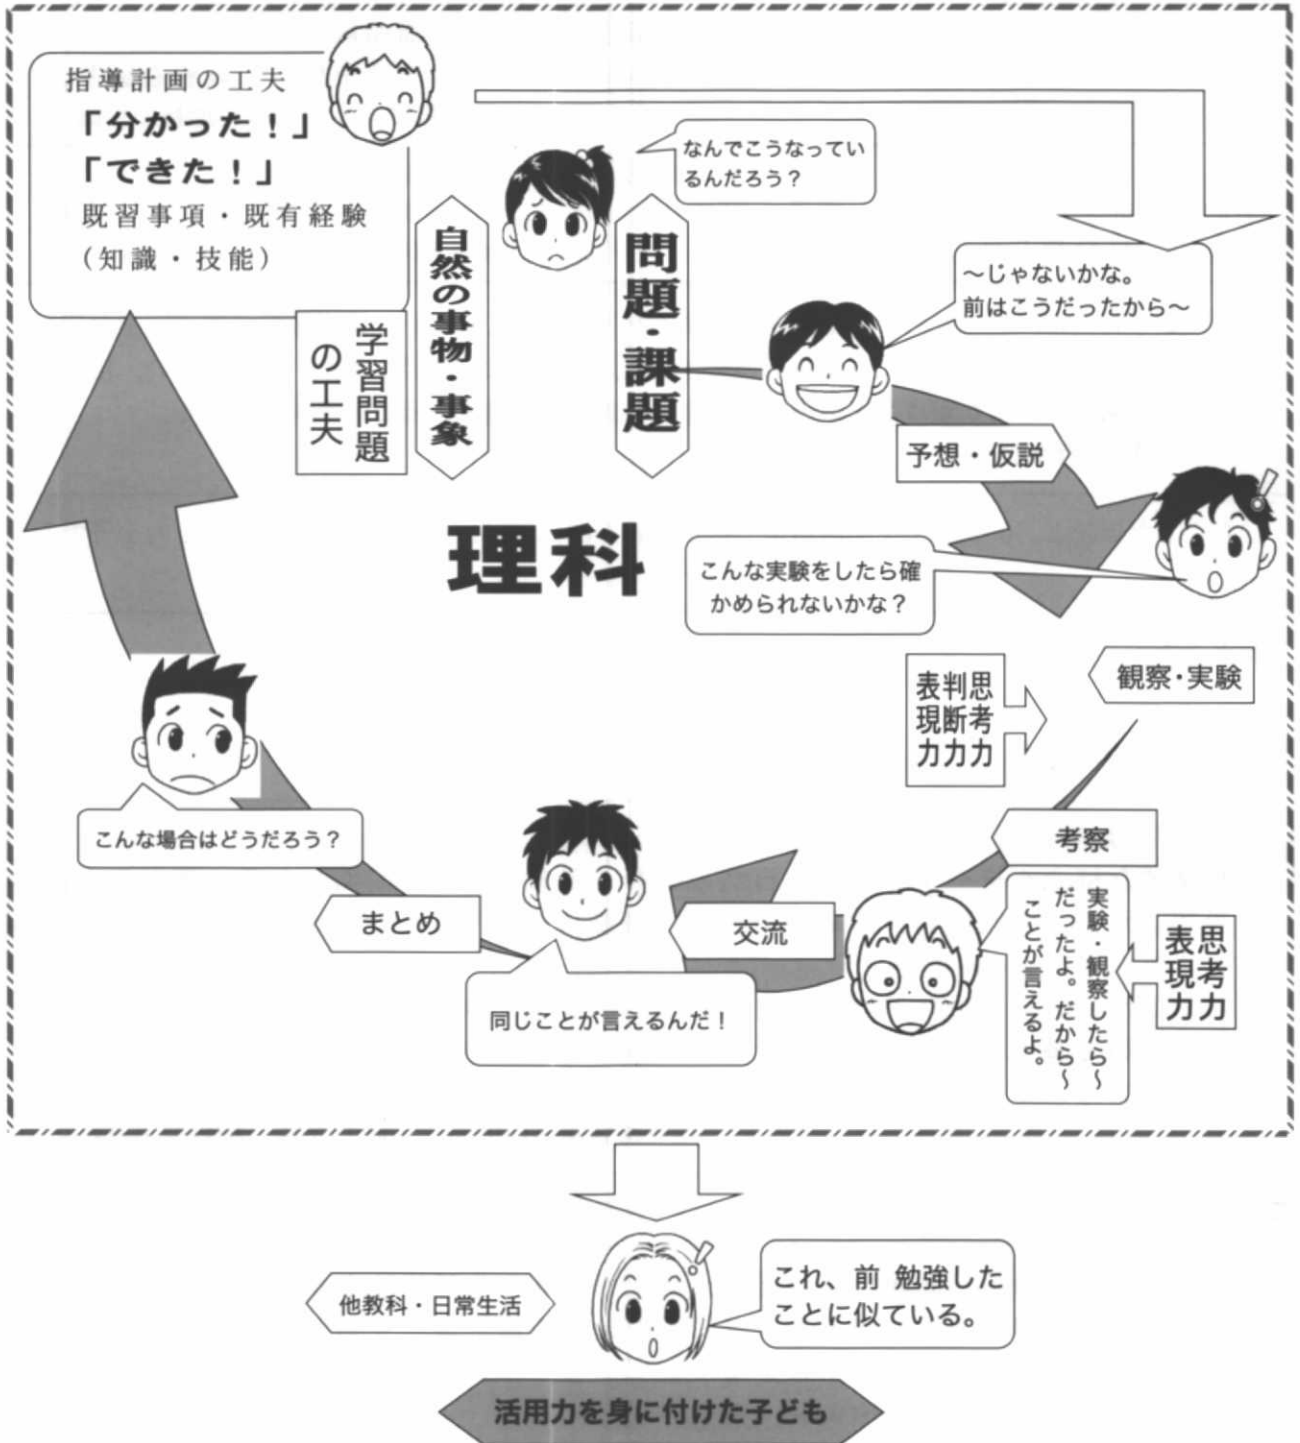 指導計画の工夫
「分かった！」
「できた！」
既習事項・既有経験
（知識・技能）
なんでこうなってい
るんだろう？
自然の事物・事象
問題・課題
学習問題
の工夫
～じゃないかな。
前はこうだったから～
予想・仮説
理科
こんな実験をしたら確
かめられないかな？
観察・実験
思考力
判断力
表現力
考察
実験・観察したら～
だったよ。だから～
ことが言えるよ。
思考力
表現力
交流
同じことが言えるんだ！
まとめ
こんな場合はどうだろう？
他教科・日常生活
これ、前 勉強した
ことに似ている。
活用力を身に付けた子ども